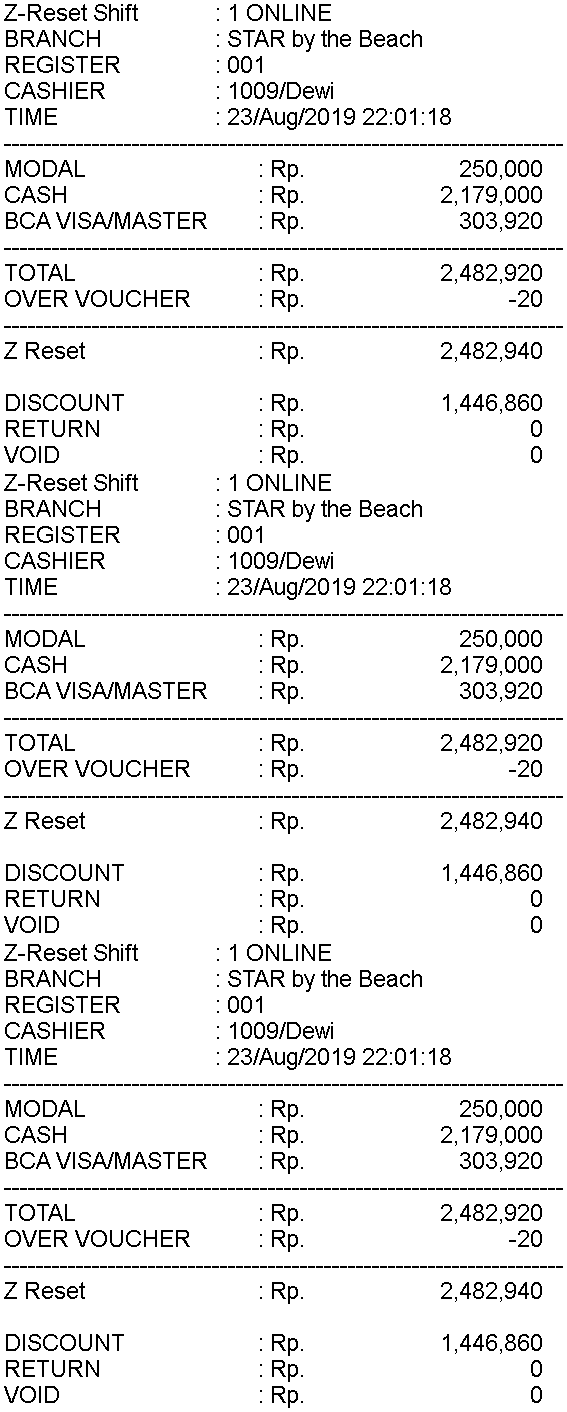 Z-Reset Shift : 1 ONLINE
BRANCH : STAR by the Beach
REGISTER : 001
CASHIER : 1009/Dewi
TIME : 23/Aug/2019 22:01:18
----------------------------------------------------------------------
MODAL : Rp. 250,000
CASH : Rp. 2,179,000
BCA VISA/MASTER : Rp. 303,920
----------------------------------------------------------------------
TOTAL : Rp. 2,482,920
OVER VOUCHER : Rp. -20
----------------------------------------------------------------------
Z Reset : Rp. 2,482,940
DISCOUNT : Rp. 1,446,860
RETURN : Rp. 0
VOID : Rp. 0
Z-Reset Shift : 1 ONLINE
BRANCH : STAR by the Beach
REGISTER : 001
CASHIER : 1009/Dewi
TIME : 23/Aug/2019 22:01:18
----------------------------------------------------------------------
MODAL : Rp. 250,000
CASH : Rp. 2,179,000
BCA VISA/MASTER : Rp. 303,920
----------------------------------------------------------------------
TOTAL : Rp. 2,482,920
OVER VOUCHER : Rp. -20
----------------------------------------------------------------------
Z Reset : Rp. 2,482,940
DISCOUNT : Rp. 1,446,860
RETURN : Rp. 0
VOID : Rp. 0
Z-Reset Shift : 1 ONLINE
BRANCH : STAR by the Beach
REGISTER : 001
CASHIER : 1009/Dewi
TIME : 23/Aug/2019 22:01:18
----------------------------------------------------------------------
MODAL : Rp. 250,000
CASH : Rp. 2,179,000
BCA VISA/MASTER : Rp. 303,920
----------------------------------------------------------------------
TOTAL : Rp. 2,482,920
OVER VOUCHER : Rp. -20
----------------------------------------------------------------------
Z Reset : Rp. 2,482,940
DISCOUNT : Rp. 1,446,860
RETURN : Rp. 0
VOID : Rp. 0